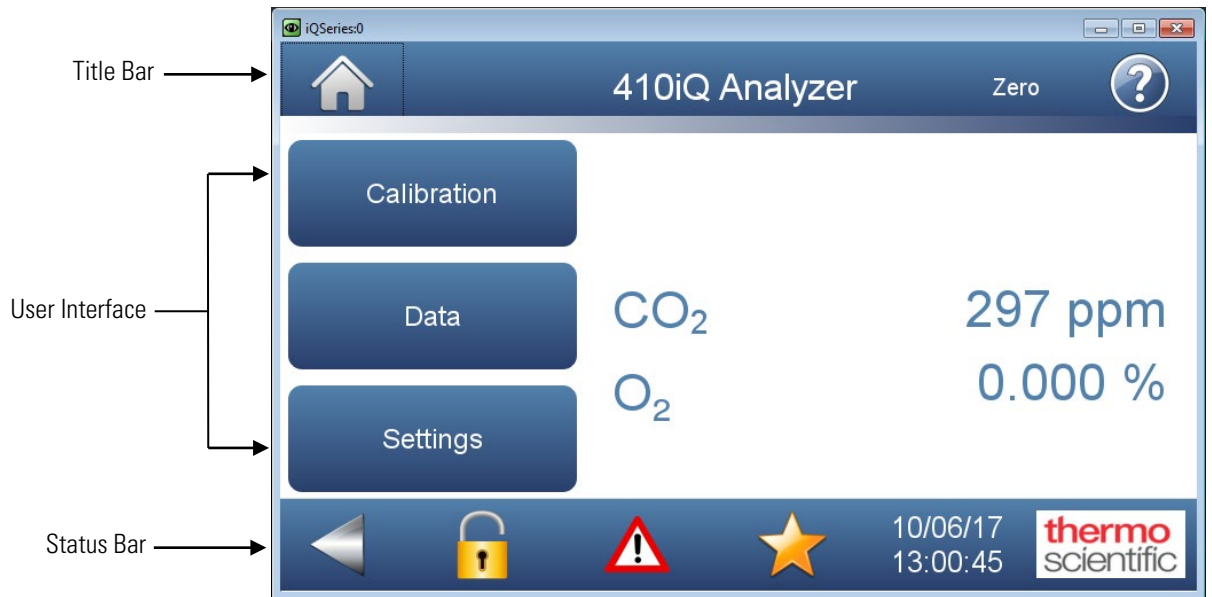 iQSeries:0
Title Bar
410iQ Analyzer
Zero
?
Calibration
User Interface
Data
Settings
CO₂ 297 ppm
O₂ 0.000 %
Status Bar
10/06/17
13:00:45
thermo
scientific